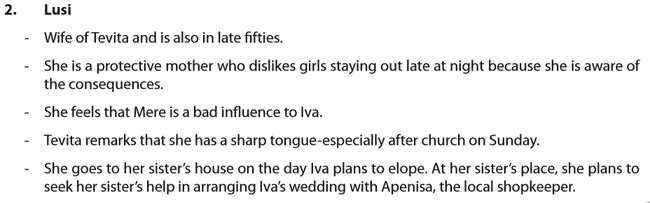 2. Lusi
- Wife of Tevita and is also in late fifties.
- She is a protective mother who dislikes girls staying out late at night because she is aware of
the consequences.
- She feels that Mere is a bad influence to Iva.
- Tevita remarks that she has a sharp tongue-especially after church on Sunday.
- She goes to her sister's house on the day Iva plans to elope. At her sister's place, she plans to
seek her sister's help in arranging Iva's wedding with Apenisa, the local shopkeeper.